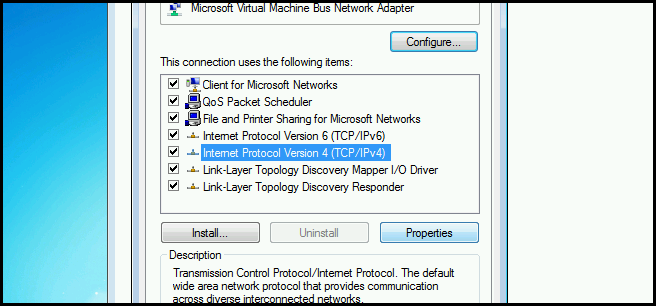 Microsoft Virtual Machine Bus Network Adapter
Configure...
This connection uses the following items:
Client for Microsoft Networks
QoS Packet Scheduler
File and Printer Sharing for Microsoft Networks
Internet Protocol Version 6 (TCP/IPv6)
Internet Protocol Version 4 (TCP/IPv4)
Link-Layer Topology Discovery Mapper I/O Driver
Link-Layer Topology Discovery Responder
Install... Uninstall Properties
Description
Transmission Control Protocol/Internet Protocol. The default
wide area network protocol that provides communication
across diverse interconnected networks.